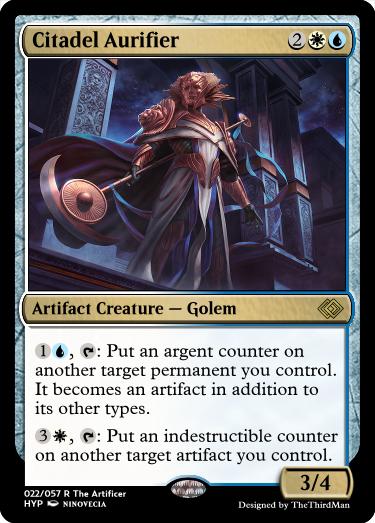 Citadel Aurifier 2
Artifact Creature — Golem
1 , : Put an argent counter on
another target permanent you control.
It becomes an artifact in addition to
its other types.
3 , : Put an indestructible counter
on another target artifact you control.
3/4
022/057 R The Artificer
HYP NINOVECIA
Designed by TheThirdMan